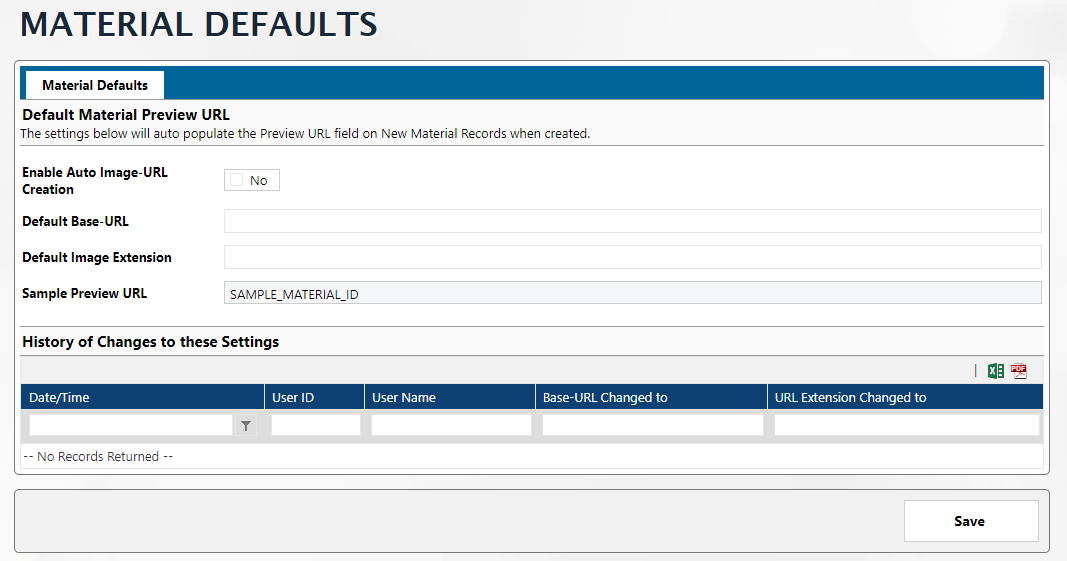 MATERIAL DEFAULTS
Material Defaults
Default Material Preview URL
The settings below will auto populate the Preview URL field on New Material Records when created.
Enable Auto Image-URL
Creation
No
Default Base-URL
Default Image Extension
Sample Preview URL
SAMPLE_MATERIAL_ID
History of Changes to these Settings
PDF
Date/Time User ID User Name Base-URL Changed to URL Extension Changed to
-- No Records Returned --
Save